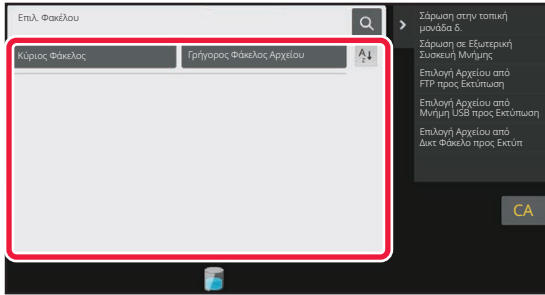 Επιλ. Φακέλου
Κύριος Φάκελος
Γρήγορος Φάκελος Αρχείου
Σάρωση στην τοπική
μονάδα δ.
Σάρωση σε Εξωτερική
Συσκευή Μνήμης
Επιλογή Αρχείου από
FTP προς Εκτύπωση
Επιλογή Αρχείου από
Μνήμη USB προς Εκτύπωση
Επιλογή Αρχείου από
Δικτ Φάκελο προς Εκτύπ
CA